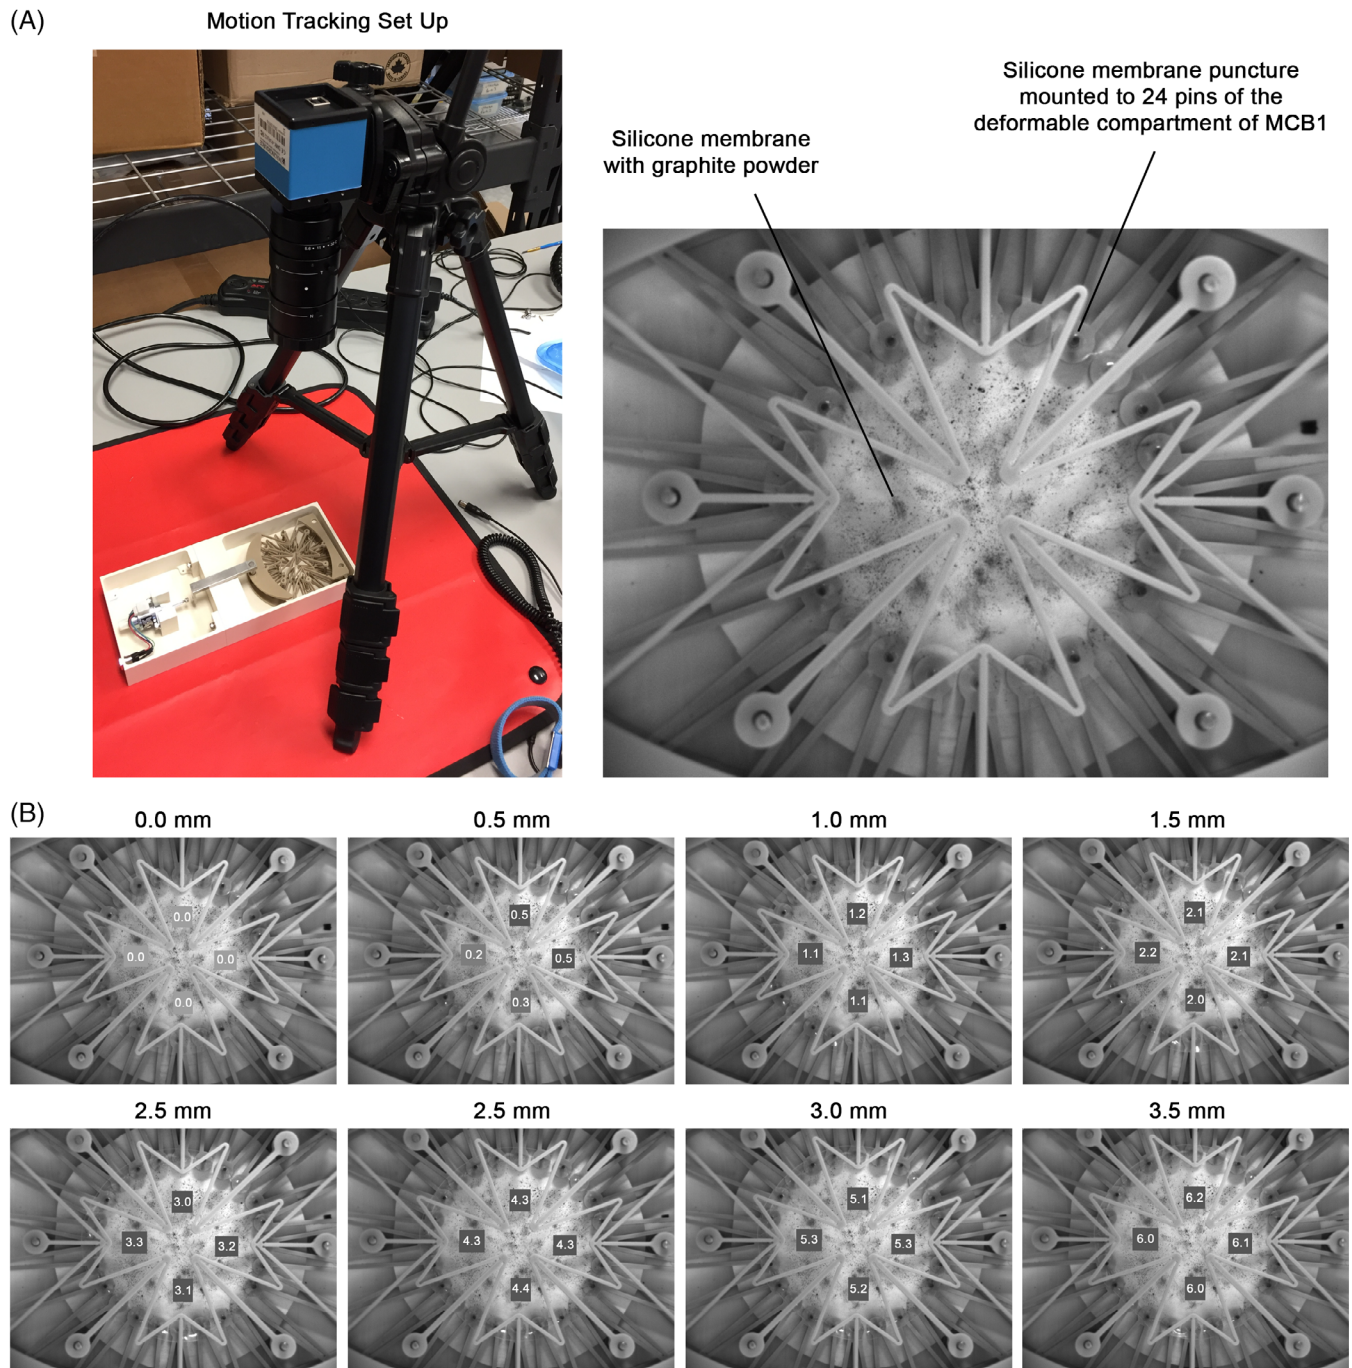 (A)
Motion Tracking Set Up
Silicone membrane puncture
mounted to 24 pins of the
deformable compartment of MCB1
Silicone membrane
with graphite powder
(B)
0.0 mm
0.5 mm
1.0 mm
1.5 mm
0.0
0.0
0.0
0.0
0.5
0.2
0.5
0.3
1.2
1.1
1.3
1.1
2.1
2.2
2.1
2.0
2.5 mm
2.5 mm
3.0 mm
3.5 mm
3.0
3.3
3.2
3.1
4.3
4.3
4.3
4.4
5.1
5.3
5.3
5.2
6.2
6.0
6.1
6.0